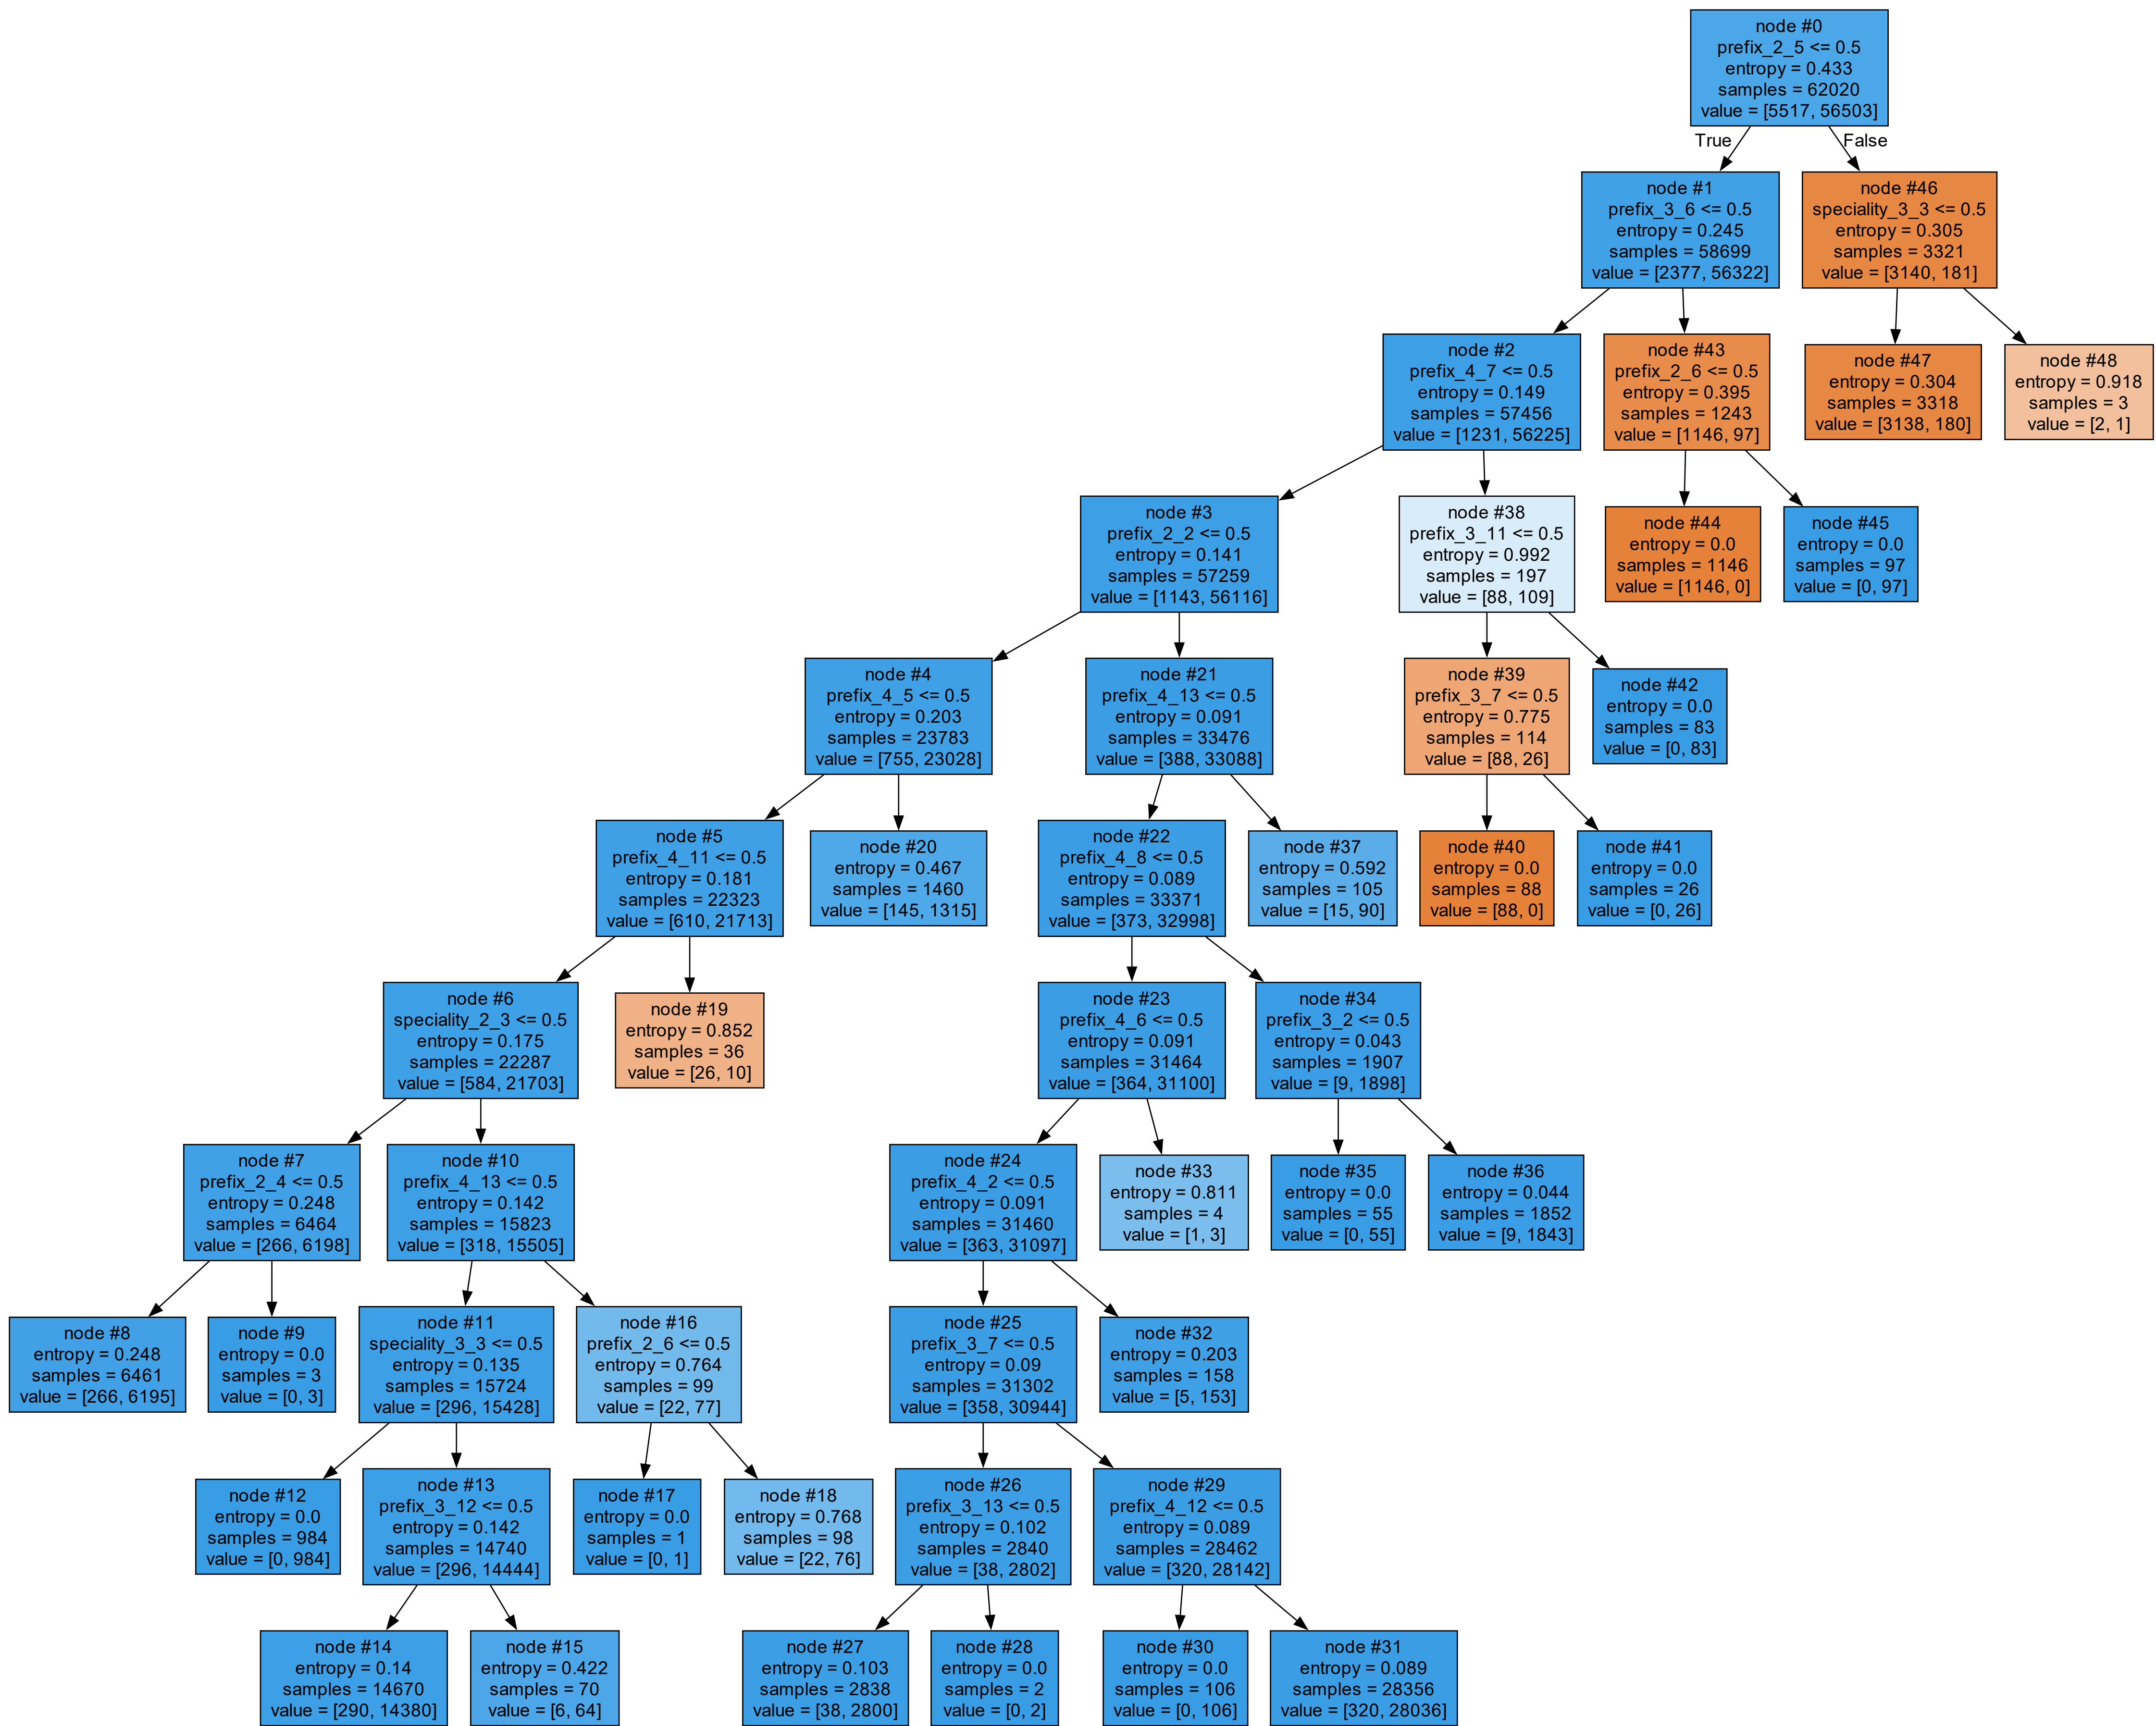 node #0
prefix_2_5 <= 0.5
entropy = 0.433
samples = 62020
value = [5517, 56503]
True
False
node #1
prefix_3_6 <= 0.5
entropy = 0.245
samples = 58699
value = [2377, 56322]
node #46
speciality_3_3 <= 0.5
entropy = 0.305
samples = 3321
value = [3140, 181]
node #2
prefix_4_7 <= 0.5
entropy = 0.149
samples = 57456
value = [1231, 56225]
node #43
prefix_2_6 <= 0.5
entropy = 0.395
samples = 1243
value = [1146, 97]
node #47
entropy = 0.304
samples = 3318
value = [3138, 180]
node #48
entropy = 0.918
samples = 3
value = [2, 1]
node #3
prefix_2_2 <= 0.5
entropy = 0.141
samples = 57259
value = [1143, 56116]
node #38
prefix_3_11 <= 0.5
entropy = 0.992
samples = 197
value = [88, 109]
node #44
entropy = 0.0
samples = 1146
value = [1146, 0]
node #45
entropy = 0.0
samples = 97
value = [0, 97]
node #4
prefix_4_5 <= 0.5
entropy = 0.203
samples = 23783
value = [755, 23028]
node #21
prefix_4_13 <= 0.5
entropy = 0.091
samples = 33476
value = [388, 33088]
node #39
prefix_3_7 <= 0.5
entropy = 0.775
samples = 114
value = [88, 26]
node #42
entropy = 0.0
samples = 83
value = [0, 83]
node #5
prefix_4_11 <= 0.5
entropy = 0.181
samples = 22323
value = [610, 21713]
node #20
entropy = 0.467
samples = 1460
value = [145, 1315]
node #22
prefix_4_8 <= 0.5
entropy = 0.089
samples = 33371
value = [373, 32998]
node #37
entropy = 0.592
samples = 105
value = [15, 90]
node #40
entropy = 0.0
samples = 88
value = [88, 0]
node #41
entropy = 0.0
samples = 26
value = [0, 26]
node #6
speciality_2_3 <= 0.5
entropy = 0.175
samples = 22287
value = [584, 21703]
node #19
entropy = 0.852
samples = 36
value = [26, 10]
node #23
prefix_4_6 <= 0.5
entropy = 0.091
samples = 31464
value = [364, 31100]
node #34
prefix_3_2 <= 0.5
entropy = 0.043
samples = 1907
value = [9, 1898]
node #7
prefix_2_4 <= 0.5
entropy = 0.248
samples = 6464
value = [266, 6198]
node #10
prefix_4_13 <= 0.5
entropy = 0.142
samples = 15823
value = [318, 15505]
node #24
prefix_4_2 <= 0.5
entropy = 0.091
samples = 31460
value = [363, 31097]
node #33
entropy = 0.811
samples = 4
value = [1, 3]
node #35
entropy = 0.0
samples = 55
value = [0, 55]
node #36
entropy = 0.044
samples = 1852
value = [9, 1843]
node #8
entropy = 0.248
samples = 6461
value = [266, 6195]
node #9
entropy = 0.0
samples = 3
value = [0, 3]
node #11
speciality_3_3 <= 0.5
entropy = 0.135
samples = 15724
value = [296, 15428]
node #16
prefix_2_6 <= 0.5
entropy = 0.764
samples = 99
value = [22, 77]
node #25
prefix_3_7 <= 0.5
entropy = 0.09
samples = 31302
value = [358, 30944]
node #32
entropy = 0.203
samples = 158
value = [5, 153]
node #12
entropy = 0.0
samples = 984
value = [0, 984]
node #13
prefix_3_12 <= 0.5
entropy = 0.142
samples = 14740
value = [296, 14444]
node #17
entropy = 0.0
samples = 1
value = [0, 1]
node #18
entropy = 0.768
samples = 98
value = [22, 76]
node #26
prefix_3_13 <= 0.5
entropy = 0.102
samples = 2840
value = [38, 2802]
node #29
prefix_4_12 <= 0.5
entropy = 0.089
samples = 28462
value = [320, 28142]
node #14
entropy = 0.14
samples = 14670
value = [290, 14380]
node #15
entropy = 0.422
samples = 70
value = [6, 64]
node #27
entropy = 0.103
samples = 2838
value = [38, 2800]
node #28
entropy = 0.0
samples = 2
value = [0, 2]
node #30
entropy = 0.0
samples = 106
value = [0, 106]
node #31
entropy = 0.089
samples = 28356
value = [320, 28036]